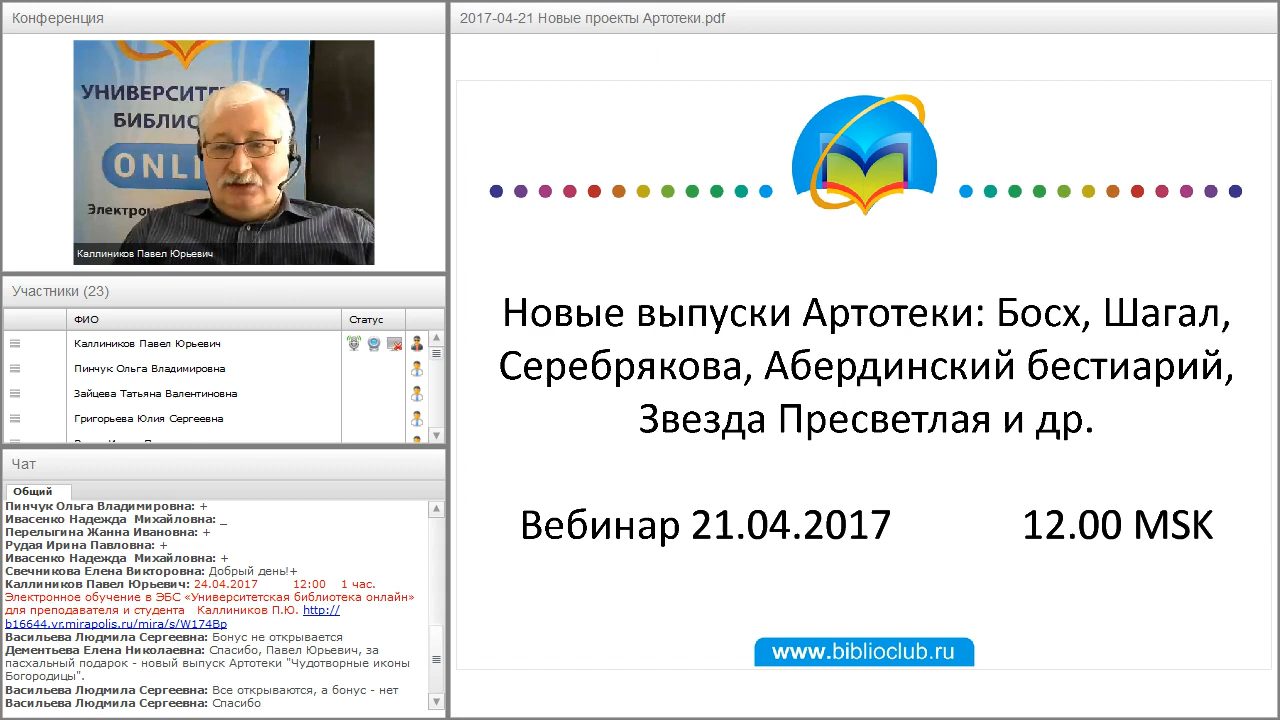 Конференция
УНИВЕРСИТЕТСКАЯ
ONLI
Каллиников Павел Юрьевич
Участники (23)
ФИО Статус
Каллиников Павел Юрьевич
Пинчук Ольга Владимировна
Зайцева Татьяна Валентиновна
Григорьева Юлия Сергеевна
Чат
Общий
Пинчук Ольга Владимировна: +
Ивасенко Надежда Михайловна: _
Перелыгина Жанна Ивановна: +
Рудая Ирина Павловна: +
Ивасенко Надежда Михайловна: +
Свечникова Елена Викторовна: Добрый день!+
Каллиников Павел Юрьевич: 24.04.2017 12:00 1 час.
Электронное обучение в ЭБС «Университетская библиотека онлайн»
для преподавателя и студента Каллиников П.Ю. http://
b16644.vr.mirapolis.ru/mira/s/W174Bp
Васильева Людмила Сергеевна: Бонус не открывается
Дементьева Елена Николаевна: Спасибо, Павел Юрьевич, за
пасхальный подарок - новый выпуск Артотеки "Чудотворные иконы
Богородицы".
Васильева Людмила Сергеевна: Все открываются, а бонус - нет
Васильева Людмила Сергеевна: Спасибо
2017-04-21 Новые проекты Артотеки.pdf
Новые выпуски Артотеки: Босх, Шагал,
Серебрякова, Абердинский бестиарий,
Звезда Пресветлая и др.
Вебинар 21.04.2017 12.00 MSK
www.biblioclub.ru